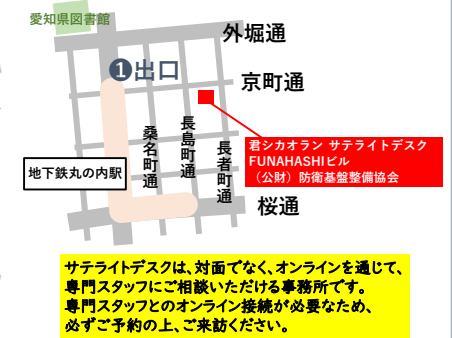 愛知県図書館
外堀通
❶出口
京町通
桑名町通
長島町通
長者町通
君シカオラン サテライトデスク
FUNAHASHIビル
（公財）防衛基盤整備協会
地下鉄丸の内駅
桜通
サテライトデスクは、対面でなく、オンラインを通じて、
専門スタッフにご相談いただける事務所です。
専門スタッフとのオンライン接続が必要なため、
必ずご予約の上、ご来訪ください。